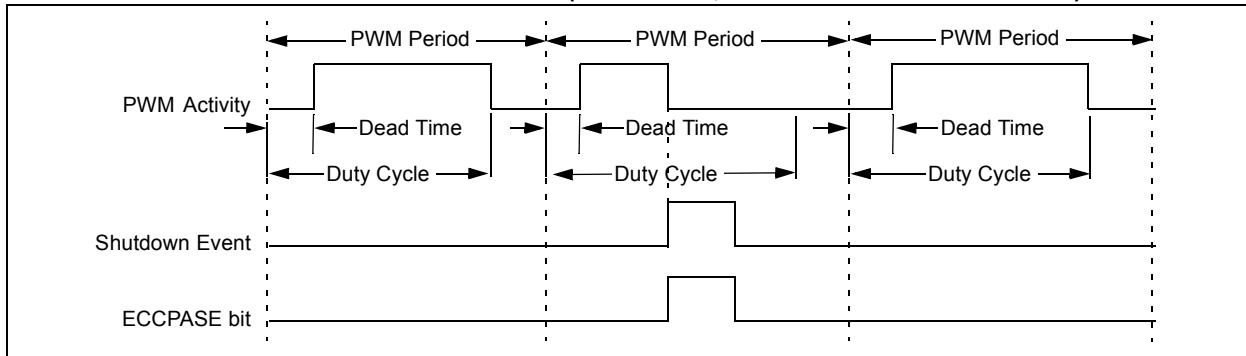 PWM Period PWM Period PWM Period
PWM Activity
Dead Time Dead Time Dead Time
Duty Cycle Duty Cycle Duty Cycle
Shutdown Event
ECCPASE bit